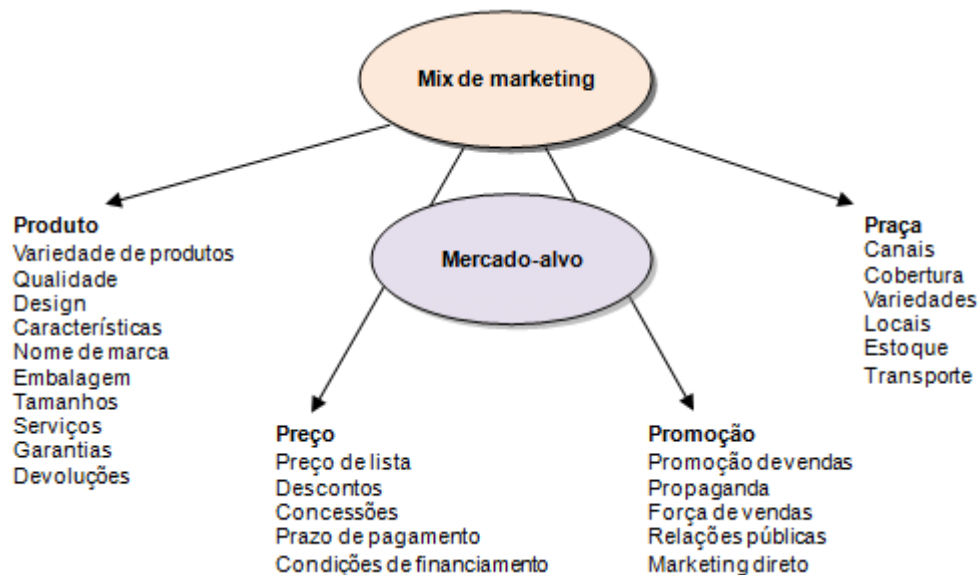 Mix de marketing
Mercado-alvo
Produto
Variedade de produtos
Qualidade
Design
Características
Nome de marca
Embalagem
Tamanhos
Serviços
Garantias
Devoluções
Preço
Preço de lista
Descontos
Concessões
Prazo de pagamento
Condições de financiamento
Promoção
Promoção de vendas
Propaganda
Força de vendas
Relações públicas
Marketing direto
Praça
Canais
Cobertura
Variedades
Locais
Estoque
Transporte